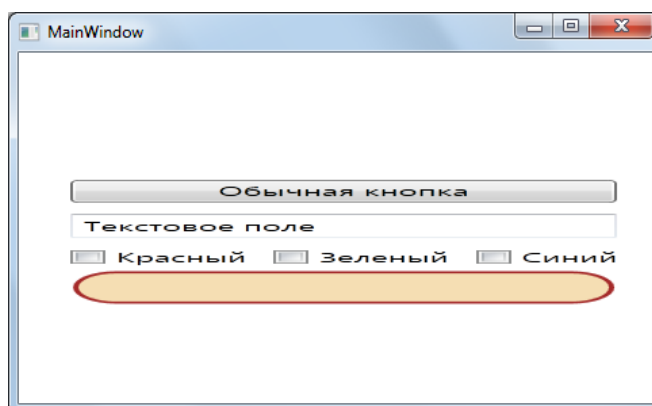 MainWindow
Обычная кнопка
Текстовое поле
Красный Зеленый Синий